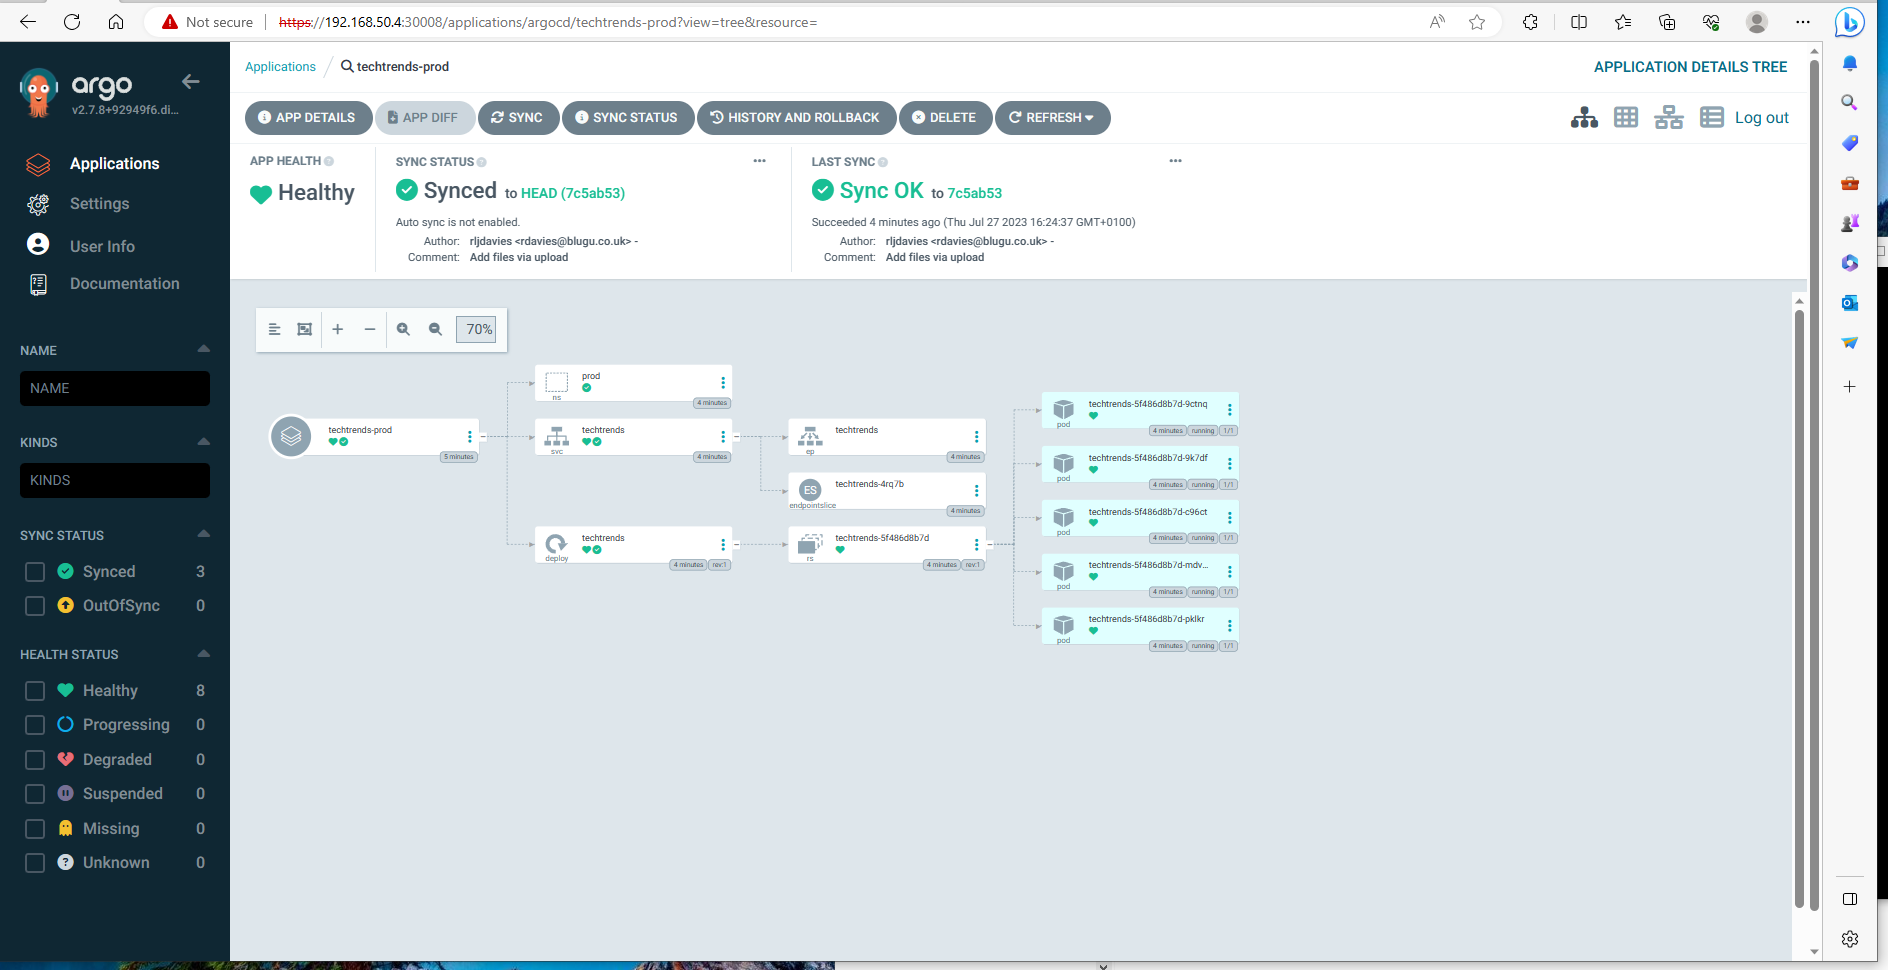 Not secure https://192.168.50.4:30008/applications/argocd/techtrends-prod?view=tree&resource=
argo
v2.7.8+92949f6.di...
Applications
Settings
User Info
Documentation
NAME
NAME
KINDS
KINDS
SYNC STATUS
Synced 3
OutOfSync 0
HEALTH STATUS
Healthy 8
Progressing 0
Degraded 0
Suspended 0
Missing 0
Unknown 0
Applications / techtrends-prod
APPLICATION DETAILS TREE
APP DETAILS APP DIFF SYNC SYNC STATUS HISTORY AND ROLLBACK DELETE REFRESH
Log out
APP HEALTH
Healthy
SYNC STATUS
Synced to HEAD (7c5ab53)
Auto sync is not enabled.
Author: rljdavies <rdavies@blugu.co.uk> -
Comment: Add files via upload
LAST SYNC
Sync OK to 7c5ab53
Succeeded 4 minutes ago (Thu Jul 27 2023 16:24:37 GMT+0100)
Author: rljdavies <rdavies@blugu.co.uk> -
Comment: Add files via upload
70%
techtrends-prod
5 minutes
prod
ns
4 minutes
techtrends
svc
4 minutes
techtrends
deploy
4 minutes rev:1
techtrends
ep
4 minutes
ES
techtrends-4rq7b
endpointslice
4 minutes
techtrends-5f486d8b7d
rs
4 minutes rev:1
techtrends-5f486d8b7d-9ctnq
pod
4 minutes running 1/1
techtrends-5f486d8b7d-9k7df
pod
4 minutes running 1/1
techtrends-5f486d8b7d-c96ct
pod
4 minutes running 1/1
techtrends-5f486d8b7d-mdv...
pod
4 minutes running 1/1
techtrends-5f486d8b7d-pklkr
pod
4 minutes running 1/1